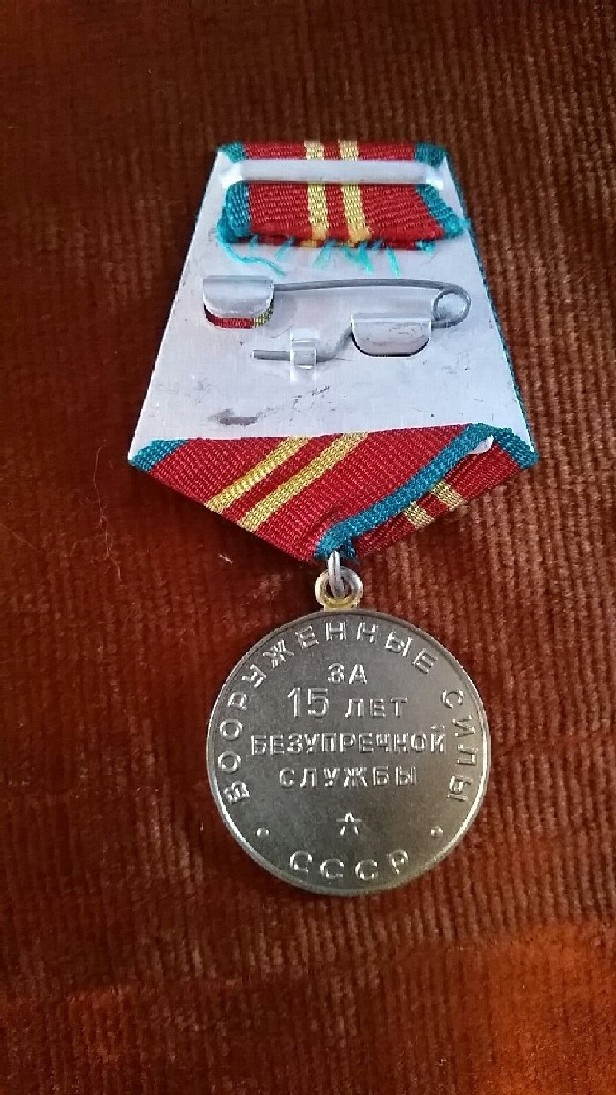 ВООРУЖЕННЫЕ СИЛЫ
ЗА
15 ЛЕТ
БЕЗУПРЕЧНОЙ
СЛУЖБЫ
СССР